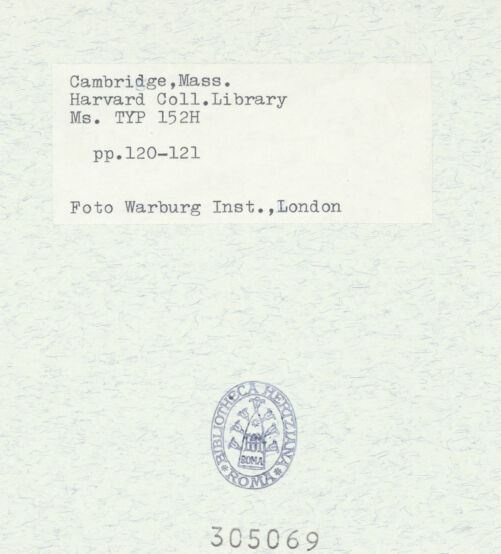 Cambridge,Mass.
Harvard Coll.Library
Ms. TYP 152H
pp.120-121
Foto Warburg Inst.,London
BIBLIOTHECA HERTZIANA
ROMA
* ROMA *
305069